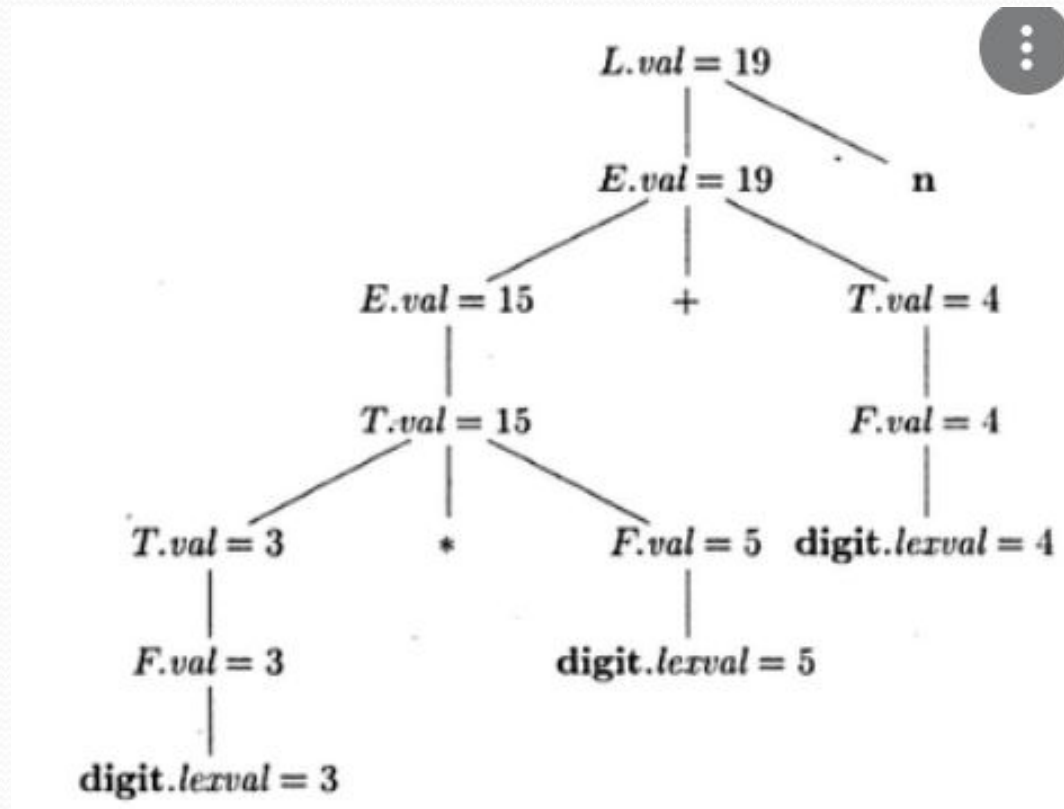 L.val = 19
E.val = 19 n
E.val = 15 + T.val = 4
T.val = 15 F.val = 4
T.val = 3 * F.val = 5 digit.lexval = 4
F.val = 3 digit.lexval = 5
digit.lexval = 3